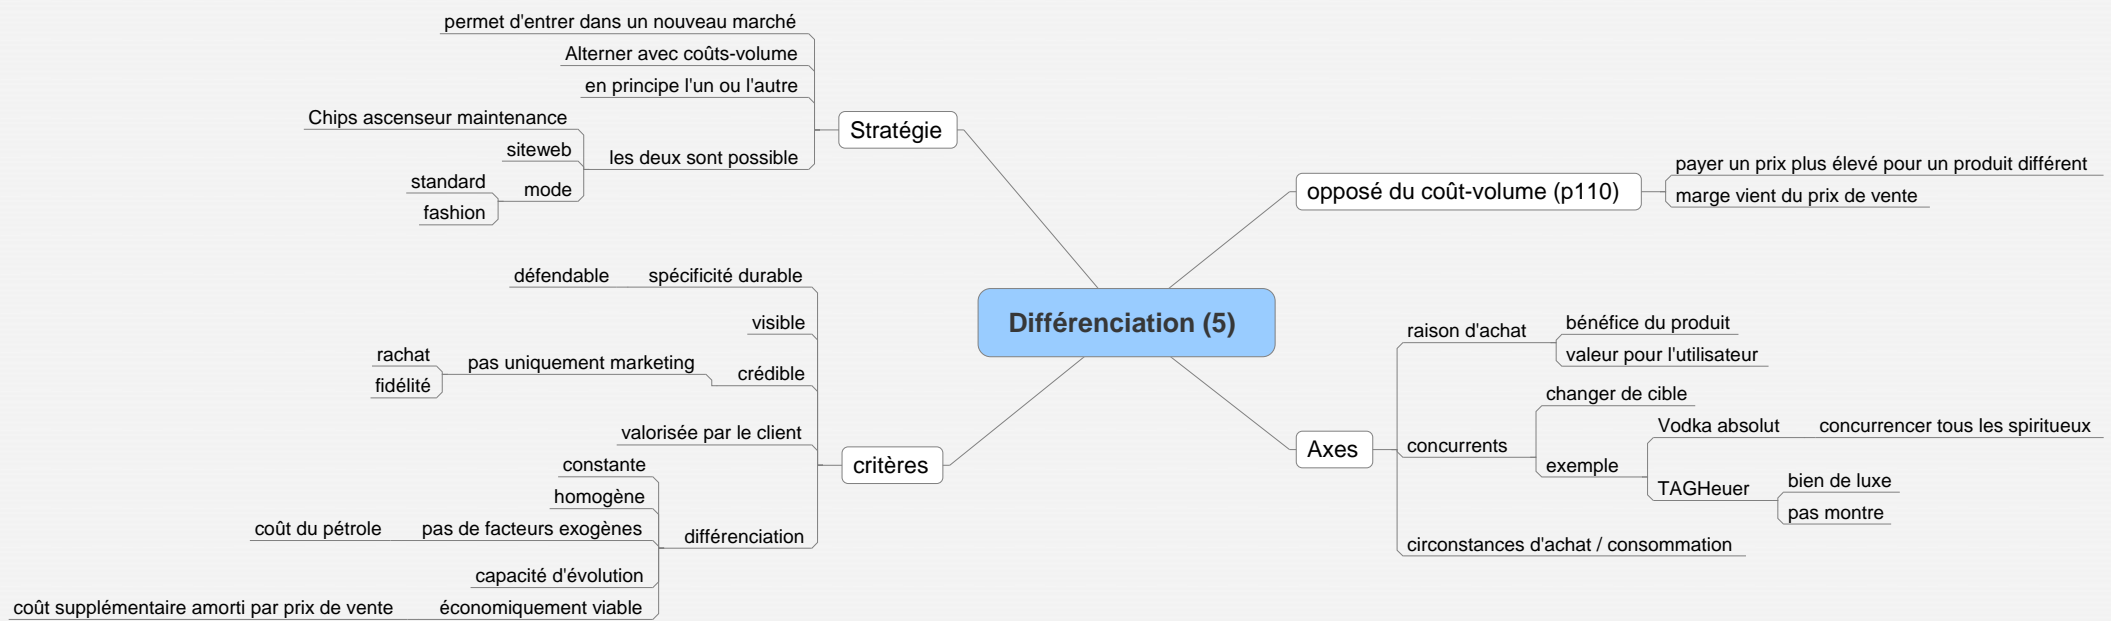 permet d'entrer dans un nouveau marché
Alterner avec coûts-volume
en principe l'un ou l'autre
Chips ascenseur maintenance
siteweb
standard
fashion
mode
les deux sont possible
Stratégie
défendable
spécificité durable
visible
rachat
fidélité
pas uniquement marketing
crédible
valorisée par le client
constante
homogène
coût du pétrole
pas de facteurs exogènes
capacité d'évolution
coût supplémentaire amorti par prix de vente
économiquement viable
différenciation
critères
Différenciation (5)
opposé du coût-volume (p110)
payer un prix plus élevé pour un produit différent
marge vient du prix de vente
Axes
raison d'achat
bénéfice du produit
valeur pour l'utilisateur
concurrents
changer de cible
exemple
Vodka absolut
concurrencer tous les spiritueux
TAGHeuer
bien de luxe
pas montre
circonstances d'achat / consommation